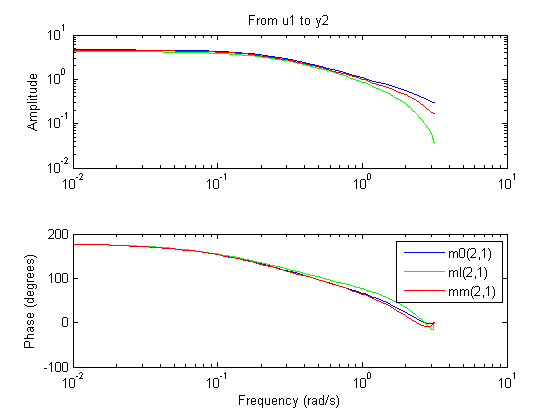 From u1 to y2
Amplitude
10^1
10^0
10^-1
10^-2
10^-2
10^-1
10^0
10^1
Phase (degrees)
200
100
0
-100
m0(2,1)
ml(2,1)
mm(2,1)
10^-2
10^-1
10^0
10^1
Frequency (rad/s)